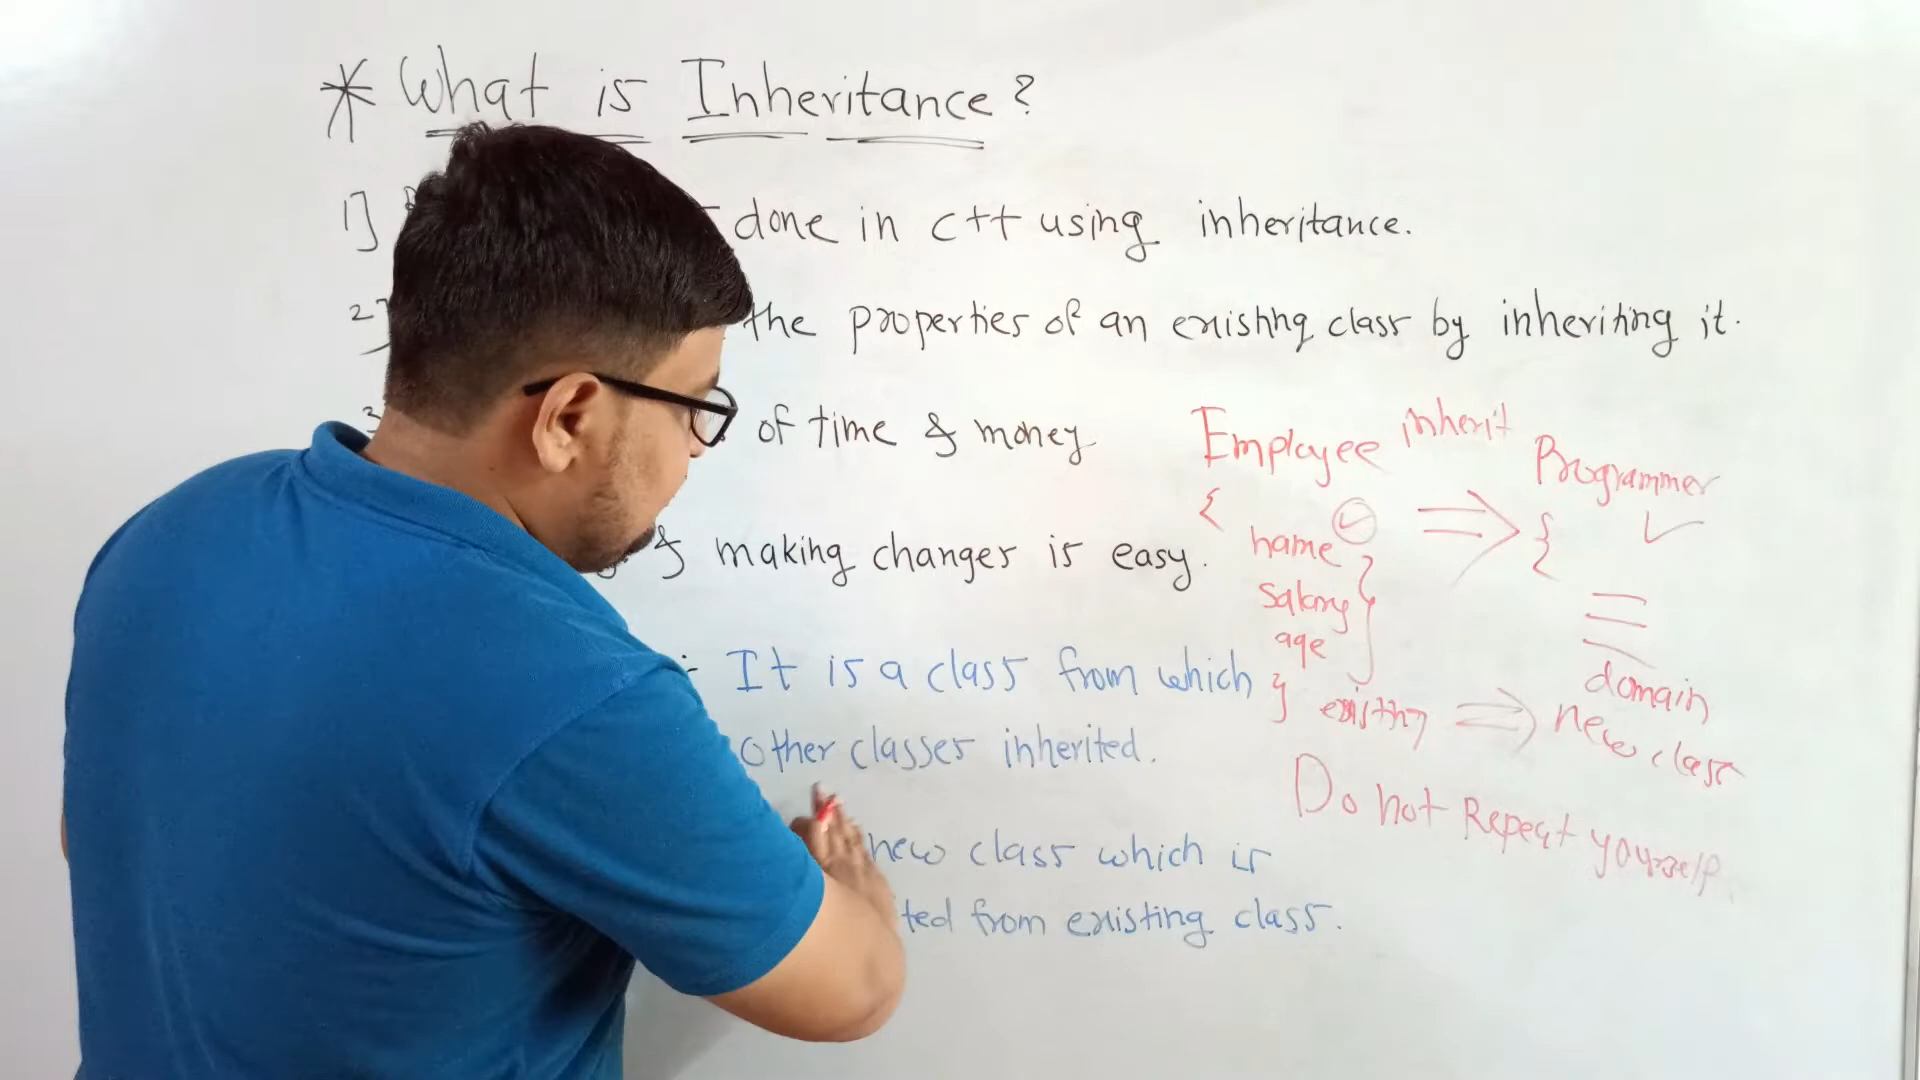 * What is Inheritance?
1] done in c++ using inheritance.
2] the properties of an existing class by inheriting it.
3 of time & money
& making changes is easy.
:- It is a class from which
other classes inherited.
new class which is
ted from existing class.
Employee inherit Programmer
{ {
name
salary
age
} existing ⇒ new class
domain
Do not Repeat yourself